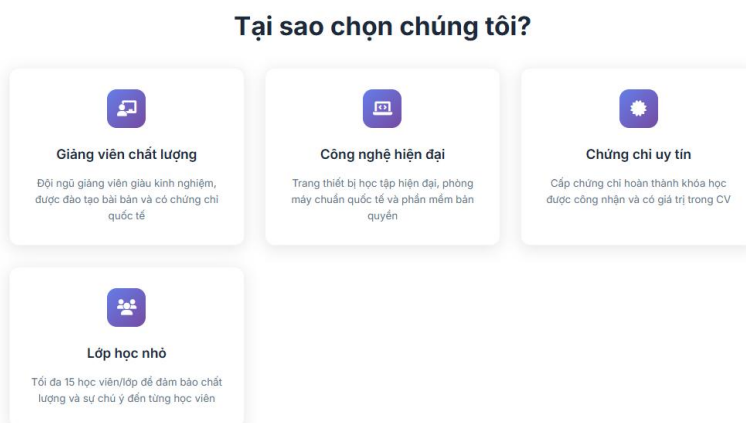 Tại sao chọn chúng tôi?
Giảng viên chất lượng
Đội ngũ giảng viên giàu kinh nghiệm,
được đào tạo bài bản và có chứng chỉ
quốc tế
Công nghệ hiện đại
Trang thiết bị học tập hiện đại, phòng
máy chuẩn quốc tế và phần mềm bản
quyền
Chứng chỉ uy tín
Cấp chứng chỉ hoàn thành khóa học
được công nhận và có giá trị trong CV
Lớp học nhỏ
Tối đa 15 học viên/lớp để đảm bảo chất
lượng và sự chú ý đến từng học viên